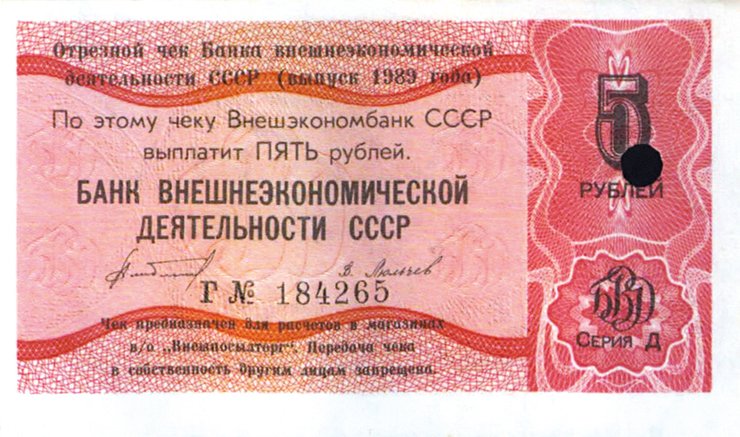 Отрезной чек Банка внешнеэкономической
деятельности СССР (выпуск 1989 года)
По этому чеку Внешэкономбанк СССР
выплатит ПЯТЬ рублей.
БАНК ВНЕШНЕЭКОНОМИЧЕСКОЙ
ДЕЯТЕЛЬНОСТИ СССР
Г № 184265
Чек предназначен для расчетов в магазинах
в/о „Внешпосылторг". Передача чека
в собственность другим лицам запрещена.
5
РУБЛЕЙ
БВД
СЕРИЯ Д